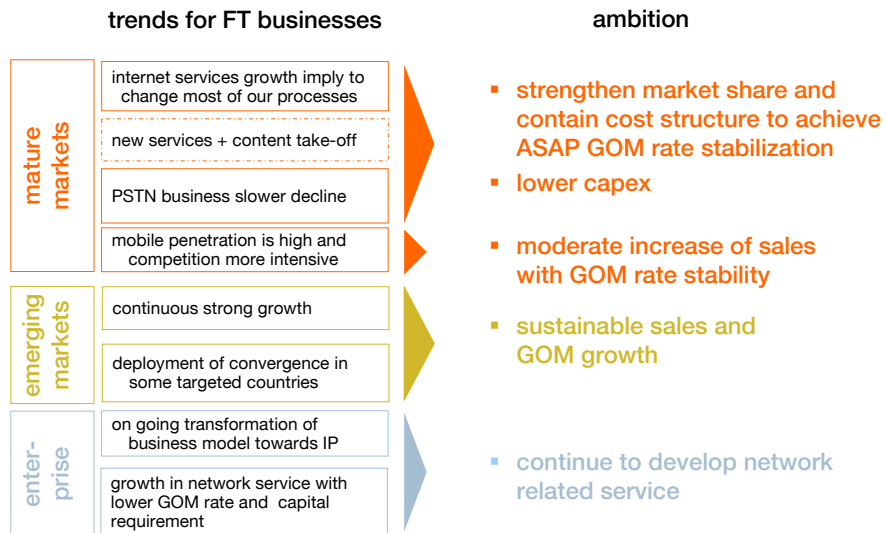 trends for FT businesses
ambition
mature
markets
internet services growth imply to
change most of our processes
new services + content take-off
PSTN business slower decline
mobile penetration is high and
competition more intensive
▪ strengthen market share and
contain cost structure to achieve
ASAP GOM rate stabilization
▪ lower capex
▪ moderate increase of sales
with GOM rate stability
emerging
markets
continuous strong growth
deployment of convergence in
some targeted countries
▪ sustainable sales and
GOM growth
enter-
prise
on going transformation of
business model towards IP
growth in network service with
lower GOM rate and capital
requirement
▪ continue to develop network
related service